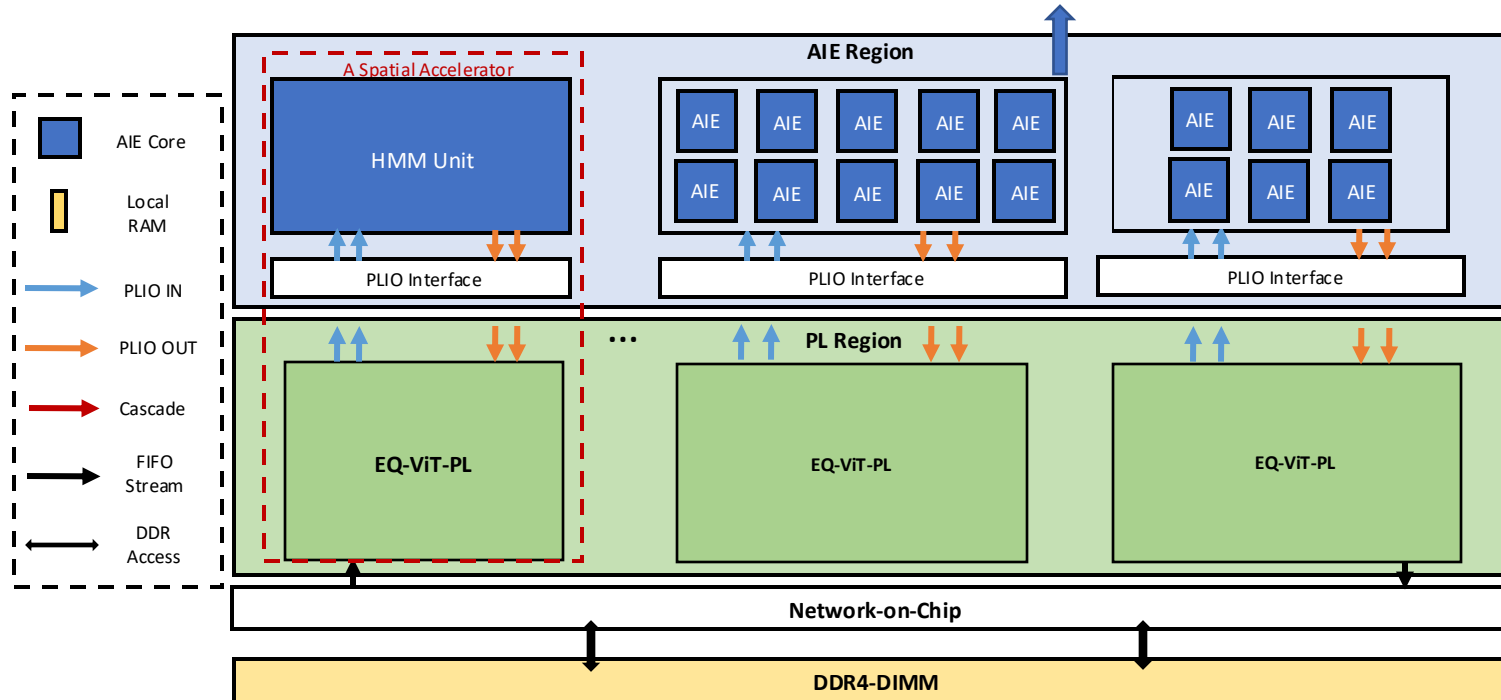 AIE Core
Local
RAM
PLIO IN
PLIO OUT
Cascade
FIFO
Stream
DDR
Access
AIE Region
A Spatial Accelerator
HMM Unit
AIE AIE AIE AIE AIE
AIE AIE AIE AIE AIE
AIE AIE AIE
AIE AIE AIE
PLIO Interface
PLIO Interface
PLIO Interface
...
PL Region
EQ-ViT-PL
EQ-ViT-PL
EQ-ViT-PL
Network-on-Chip
DDR4-DIMM